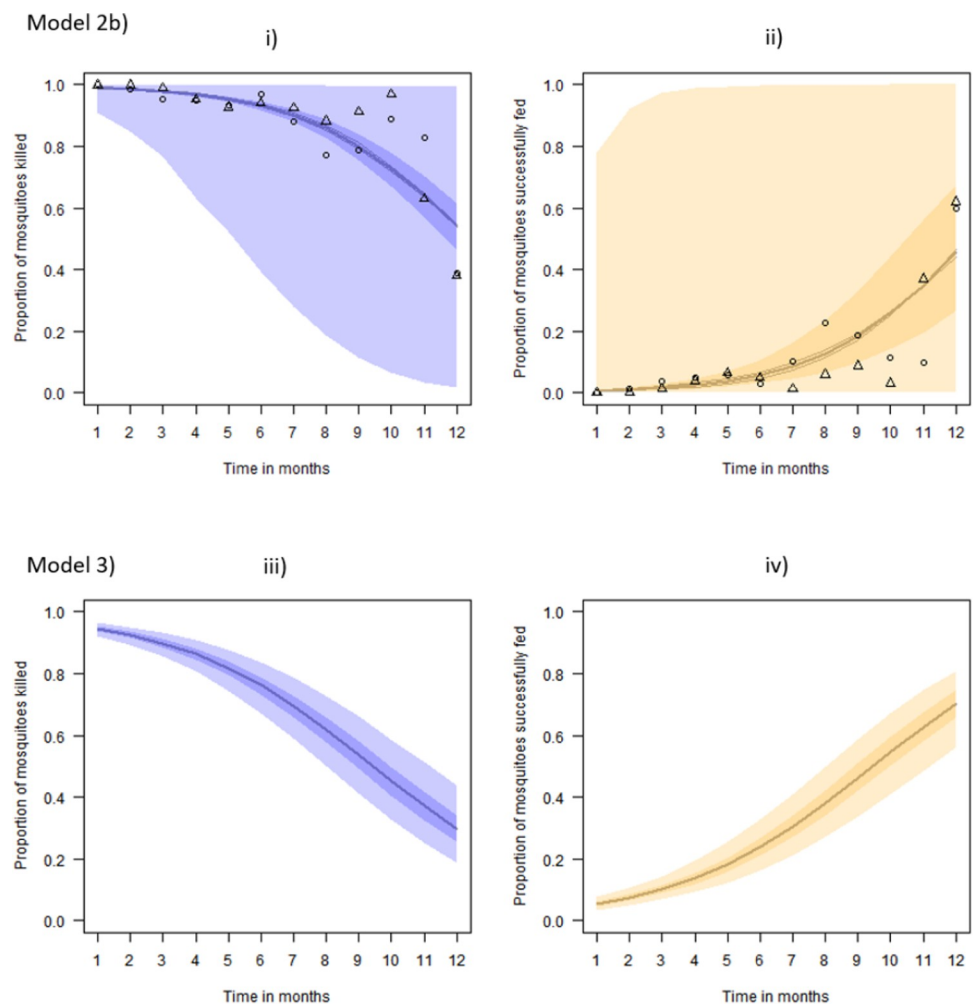 Model 2b)
i)
ii)
Proportion of mosquitoes killed
1.0
0.8
0.6
0.4
0.2
0.0
1 2 3 4 5 6 7 8 9 10 11 12
Time in months
Proportion of mosquitoes successfully fed
1.0
0.8
0.6
0.4
0.2
0.0
1 2 3 4 5 6 7 8 9 10 11 12
Time in months
Model 3)
iii)
iv)
Proportion of mosquitoes killed
1.0
0.8
0.6
0.4
0.2
0.0
1 2 3 4 5 6 7 8 9 10 11 12
Time in months
Proportion of mosquitoes successfully fed
1.0
0.8
0.6
0.4
0.2
0.0
1 2 3 4 5 6 7 8 9 10 11 12
Time in months